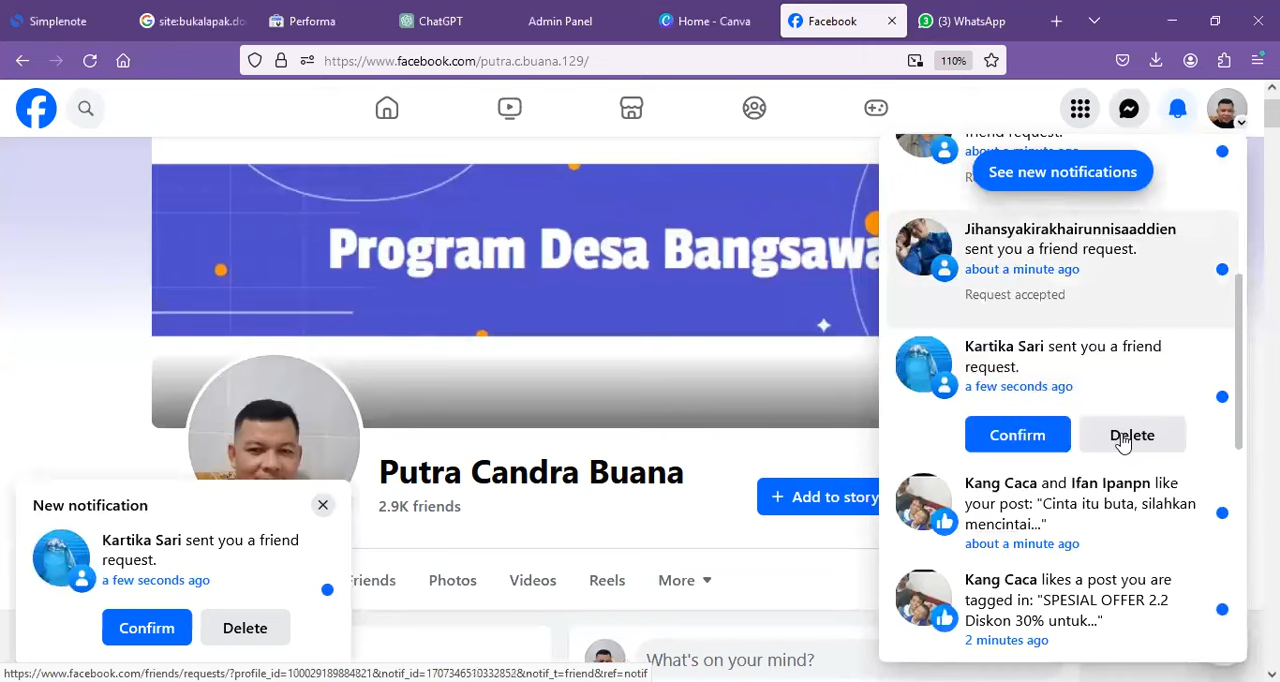 Simplenote
site:bukalapak.do
Performa
ChatGPT
Admin Panel
Home - Canva
Facebook
(3) WhatsApp
https://www.facebook.com/putra.c.buana.129/
110%
friend request.
about a minute ago
See new notifications
Program Desa Bangsawa
Jihansyakirakhairunnisaaddien
sent you a friend request.
about a minute ago
Request accepted
Kartika Sari sent you a friend
request.
a few seconds ago
Confirm
Delete
Kang Caca and Ifan Ipanpn like
your post: "Cinta itu buta, silahkan
mencintai..."
about a minute ago
Kang Caca likes a post you are
tagged in: "SPESIAL OFFER 2.2
Diskon 30% untuk..."
2 minutes ago
Putra Candra Buana
2.9K friends
+ Add to story
Friends
Photos
Videos
Reels
More
What's on your mind?
New notification
Kartika Sari sent you a friend
request.
a few seconds ago
Confirm
Delete
https://www.facebook.com/friends/requests/?profile_id=100029189884821&notif_id=1707346510332852&notif_t=friend&ref=notif